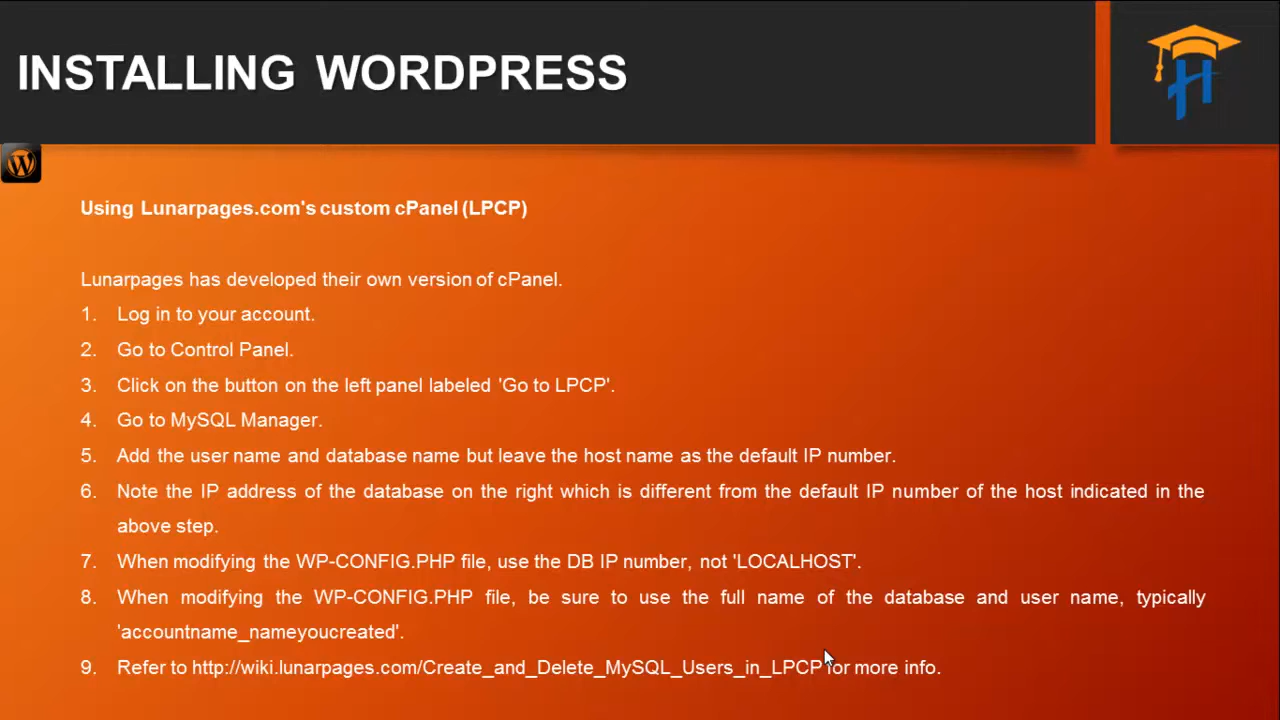 INSTALLING WORDPRESS
H
W
Using Lunarpages.com's custom cPanel (LPCP)
Lunarpages has developed their own version of cPanel.
1. Log in to your account.
2. Go to Control Panel.
3. Click on the button on the left panel labeled 'Go to LPCP'.
4. Go to MySQL Manager.
5. Add the user name and database name but leave the host name as the default IP number.
6. Note the IP address of the database on the right which is different from the default IP number of the host indicated in the
above step.
7. When modifying the WP-CONFIG.PHP file, use the DB IP number, not 'LOCALHOST'.
8. When modifying the WP-CONFIG.PHP file, be sure to use the full name of the database and user name, typically
'accountname_nameyoucreated'.
9. Refer to http://wiki.lunarpages.com/Create_and_Delete_MySQL_Users_in_LPCP for more info.